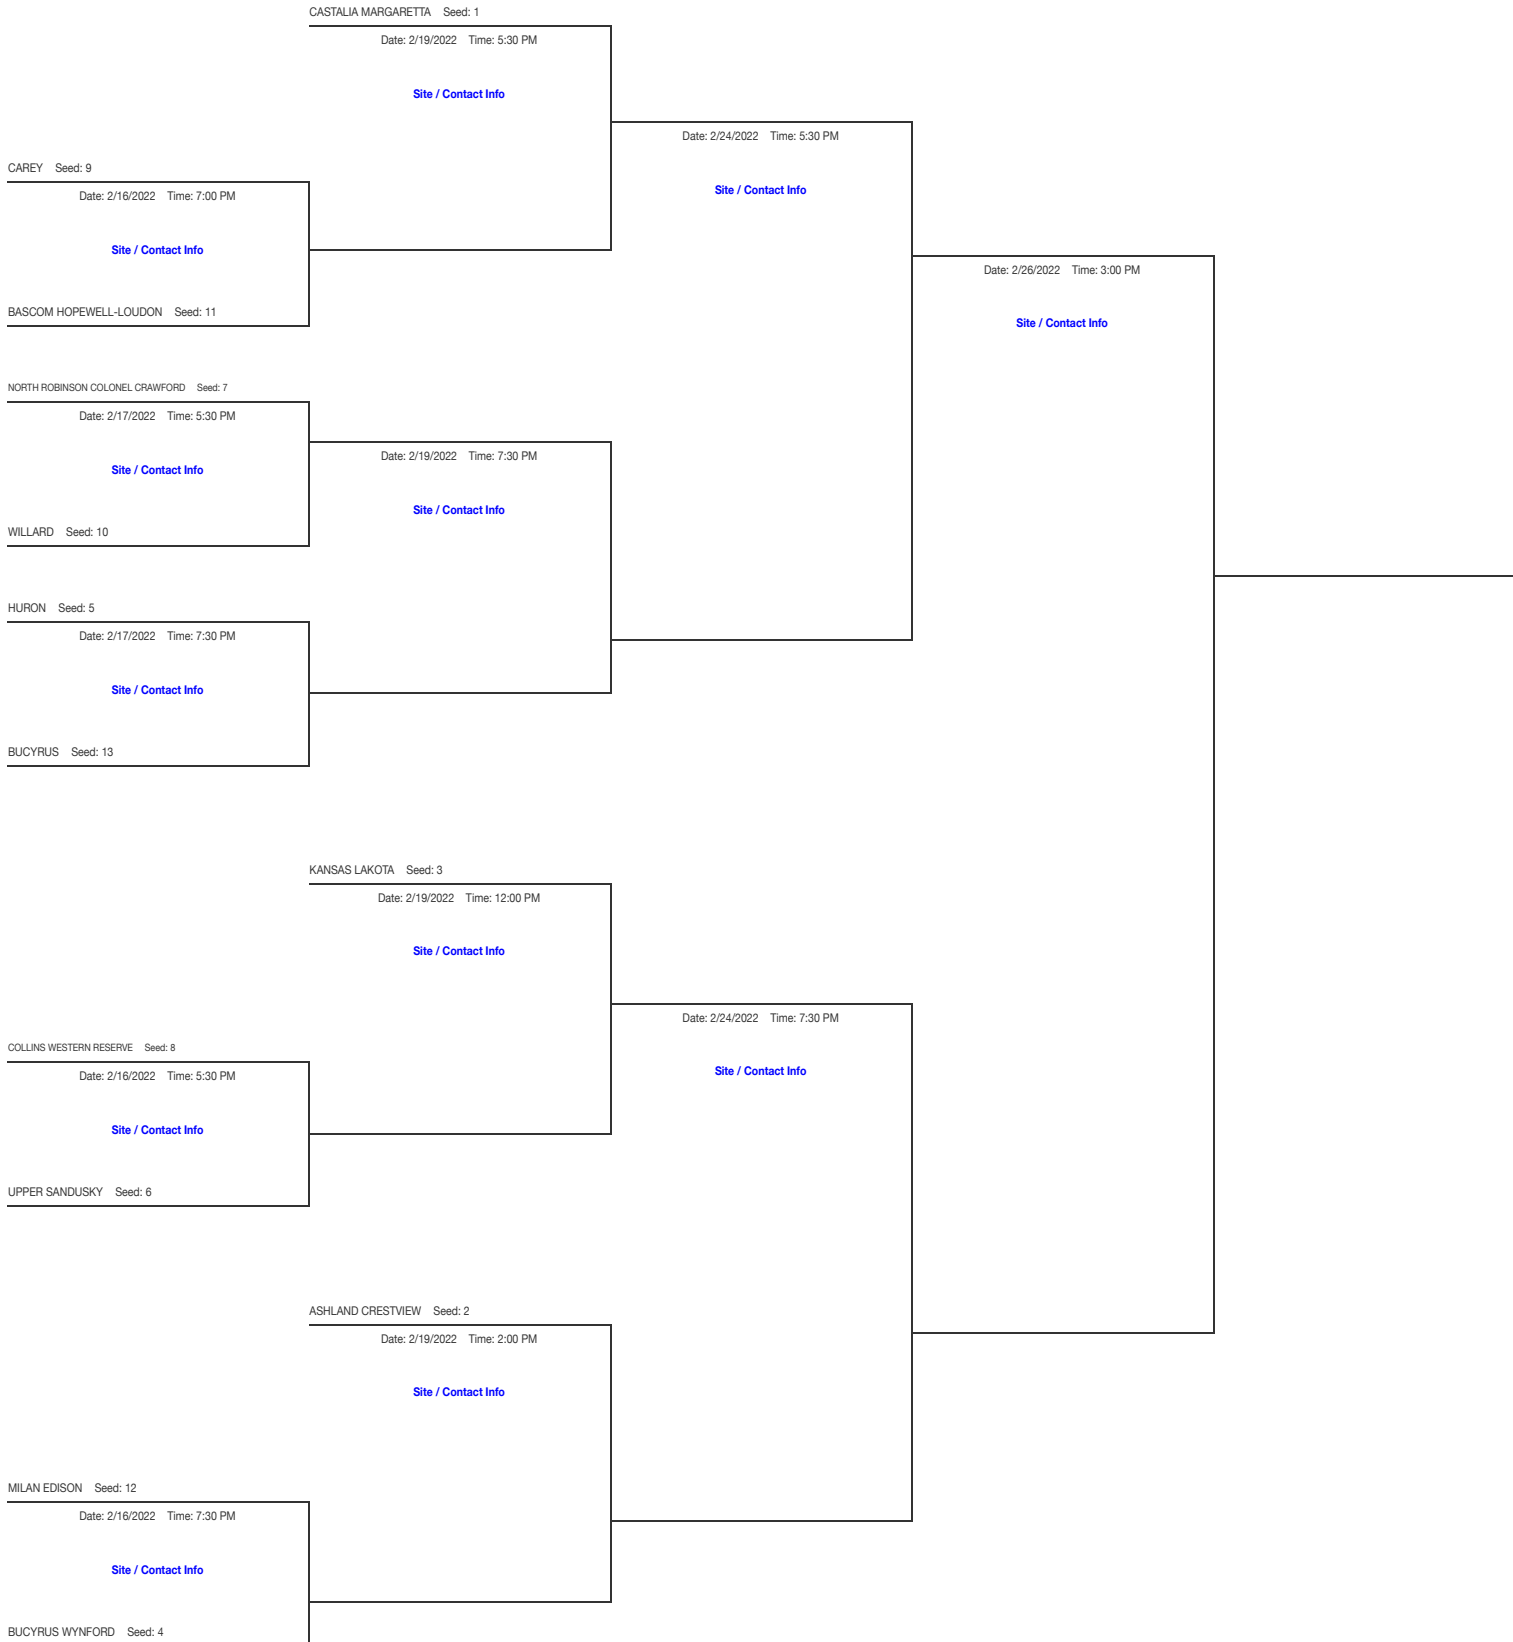 CASTALIA MARGARETTA Seed: 1
Date: 2/19/2022 Time: 5:30 PM
Site / Contact Info
Date: 2/24/2022 Time: 5:30 PM
Site / Contact Info
CAREY Seed: 9
Date: 2/16/2022 Time: 7:00 PM
Site / Contact Info
BASCOM HOPEWELL-LOUDON Seed: 11
Date: 2/26/2022 Time: 3:00 PM
Site / Contact Info
NORTH ROBINSON COLONEL CRAWFORD Seed: 7
Date: 2/17/2022 Time: 5:30 PM
Site / Contact Info
WILLARD Seed: 10
Date: 2/19/2022 Time: 7:30 PM
Site / Contact Info
HURON Seed: 5
Date: 2/17/2022 Time: 7:30 PM
Site / Contact Info
BUCYRUS Seed: 13
KANSAS LAKOTA Seed: 3
Date: 2/19/2022 Time: 12:00 PM
Site / Contact Info
Date: 2/24/2022 Time: 7:30 PM
Site / Contact Info
COLLINS WESTERN RESERVE Seed: 8
Date: 2/16/2022 Time: 5:30 PM
Site / Contact Info
UPPER SANDUSKY Seed: 6
ASHLAND CRESTVIEW Seed: 2
Date: 2/19/2022 Time: 2:00 PM
Site / Contact Info
MILAN EDISON Seed: 12
Date: 2/16/2022 Time: 7:30 PM
Site / Contact Info
BUCYRUS WYNFORD Seed: 4